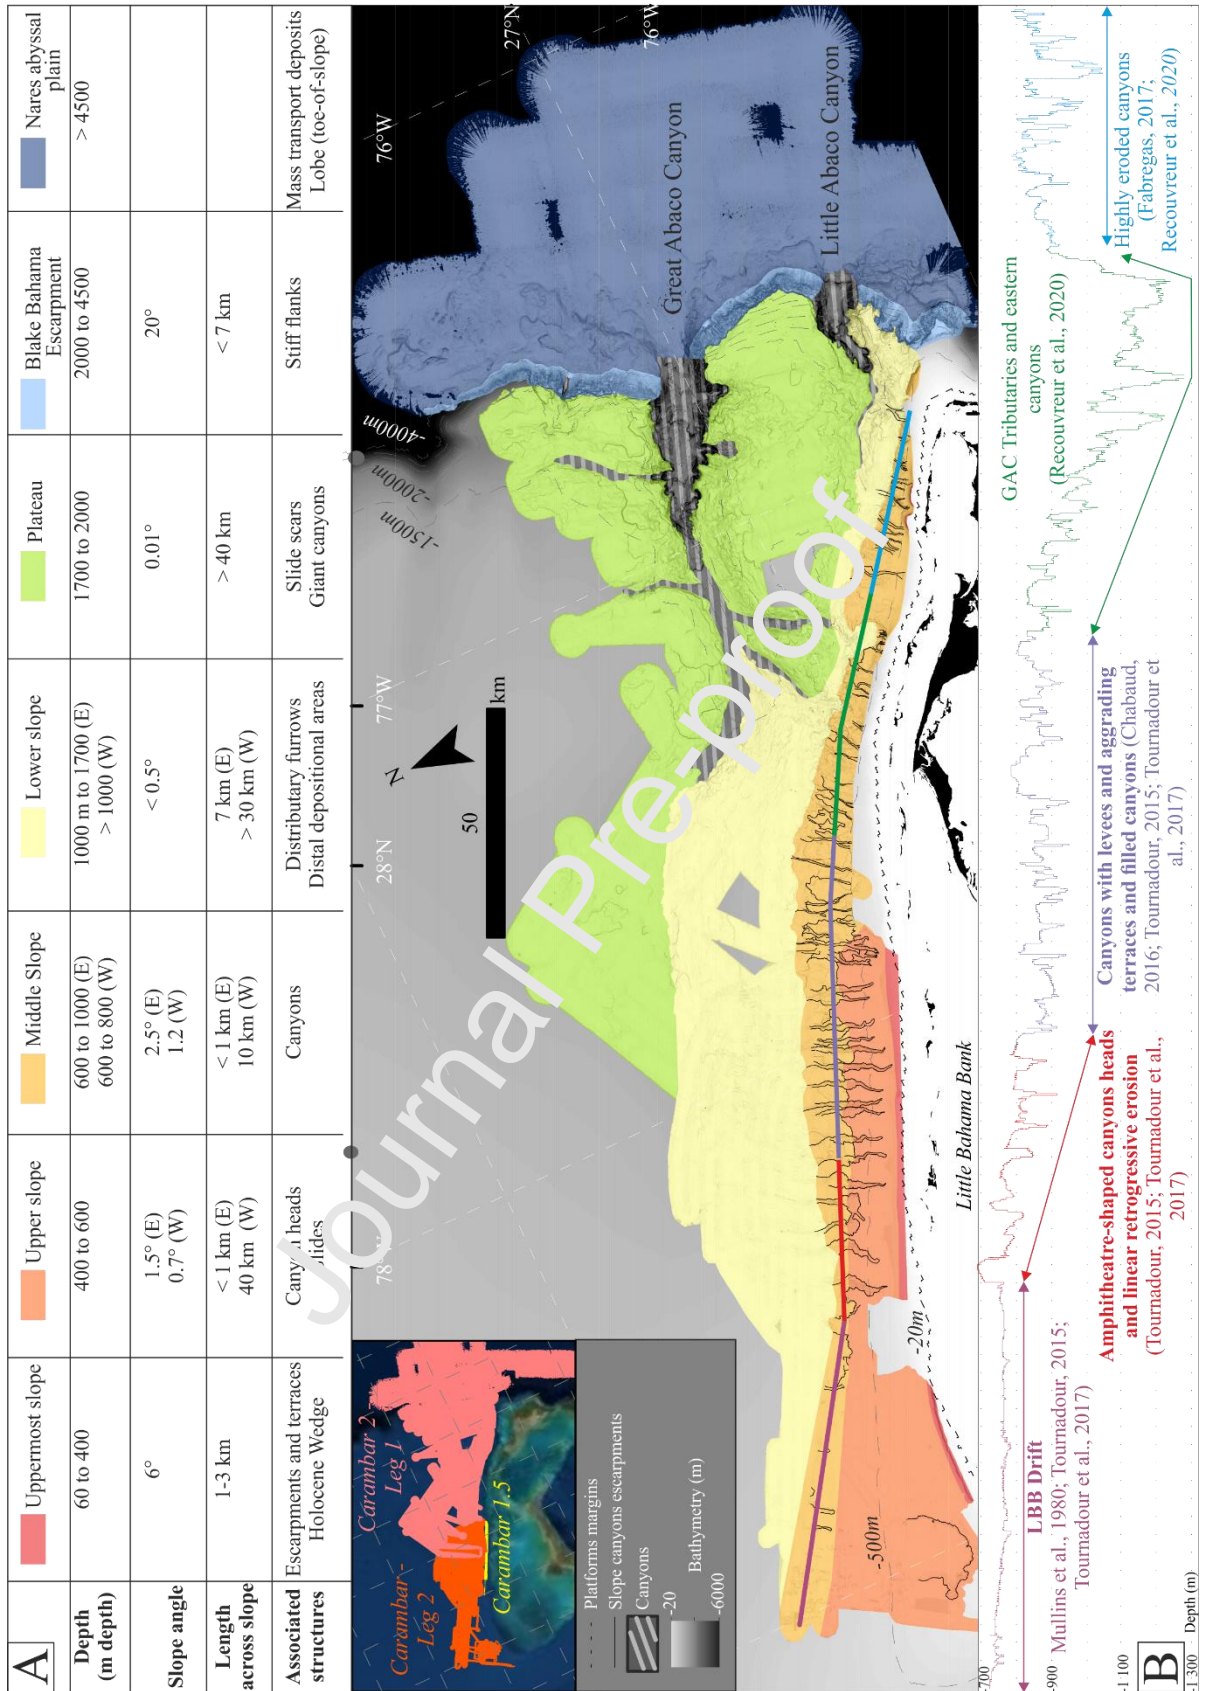 A
Uppermost slope
Upper slope
Middle Slope
Lower slope
Plateau
Blake Bahama
Escarpment
Nares abyssal
plain
Depth
(m depth)
60 to 400
400 to 600
600 to 1000 (E)
600 to 800 (W)
1000 m to 1700 (E)
> 1000 (W)
1700 to 2000
2000 to 4500
> 4500
Slope angle
6°
1.5° (E)
0.7° (W)
2.5° (E)
1.2 (W)
< 0.5°
0.01°
20°
Length
across slope
1-3 km
< 1 km (E)
40 km (W)
< 1 km (E)
10 km (W)
7 km (E)
> 30 km (W)
> 40 km
< 7 km
Associated
structures
Escarpments and terraces
Holocene Wedge
heads
Canyons
Distributary furrows
Distal depositional areas
Slide scars
Giant canyons
Stiff flanks
Mass transport deposits
Lobe (toe-of-slope)
Carambar -
Leg 2
Carambar 2
Leg 1
Carambar 1.5
Platforms margins
Slope canyons escarpments
Canyons
-20
-6000
Bathymetry (m)
28°N
77°W
76°W
27°N
76°W
N
50
km
-1500m
-2000m
-4000m
Great Abaco Canyon
Little Abaco Canyon
Little Bahama Bank
-20m
-500m
Journal Pre-proof
B
-700
-900
-1 100
-1 300
Depth (m)
LBB Drift
Mullins et al., 1980; Tournadour, 2015;
Tournadour et al., 2017)
Amphitheatre-shaped canyons heads
and linear retrogressive erosion
(Tournadour, 2015; Tournadour et al.,
2017)
Canyons with levees and aggrading
terraces and filled canyons (Chabaud,
2016; Tournadour, 2015; Tournadour et
al., 2017)
GAC Tributaries and eastern
canyons
(Recouvreur et al., 2020)
Highly eroded canyons
(Fabregas, 2017;
Recouvreur et al., 2020)